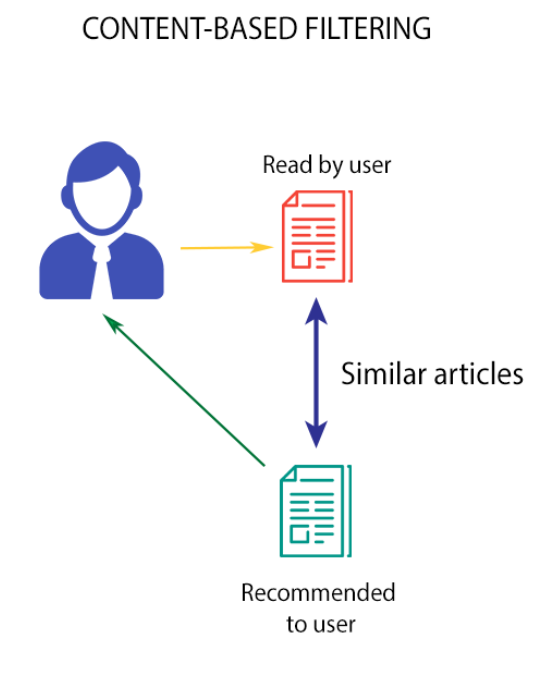 CONTENT-BASED FILTERING
Read by user
Similar articles
Recommended
to user